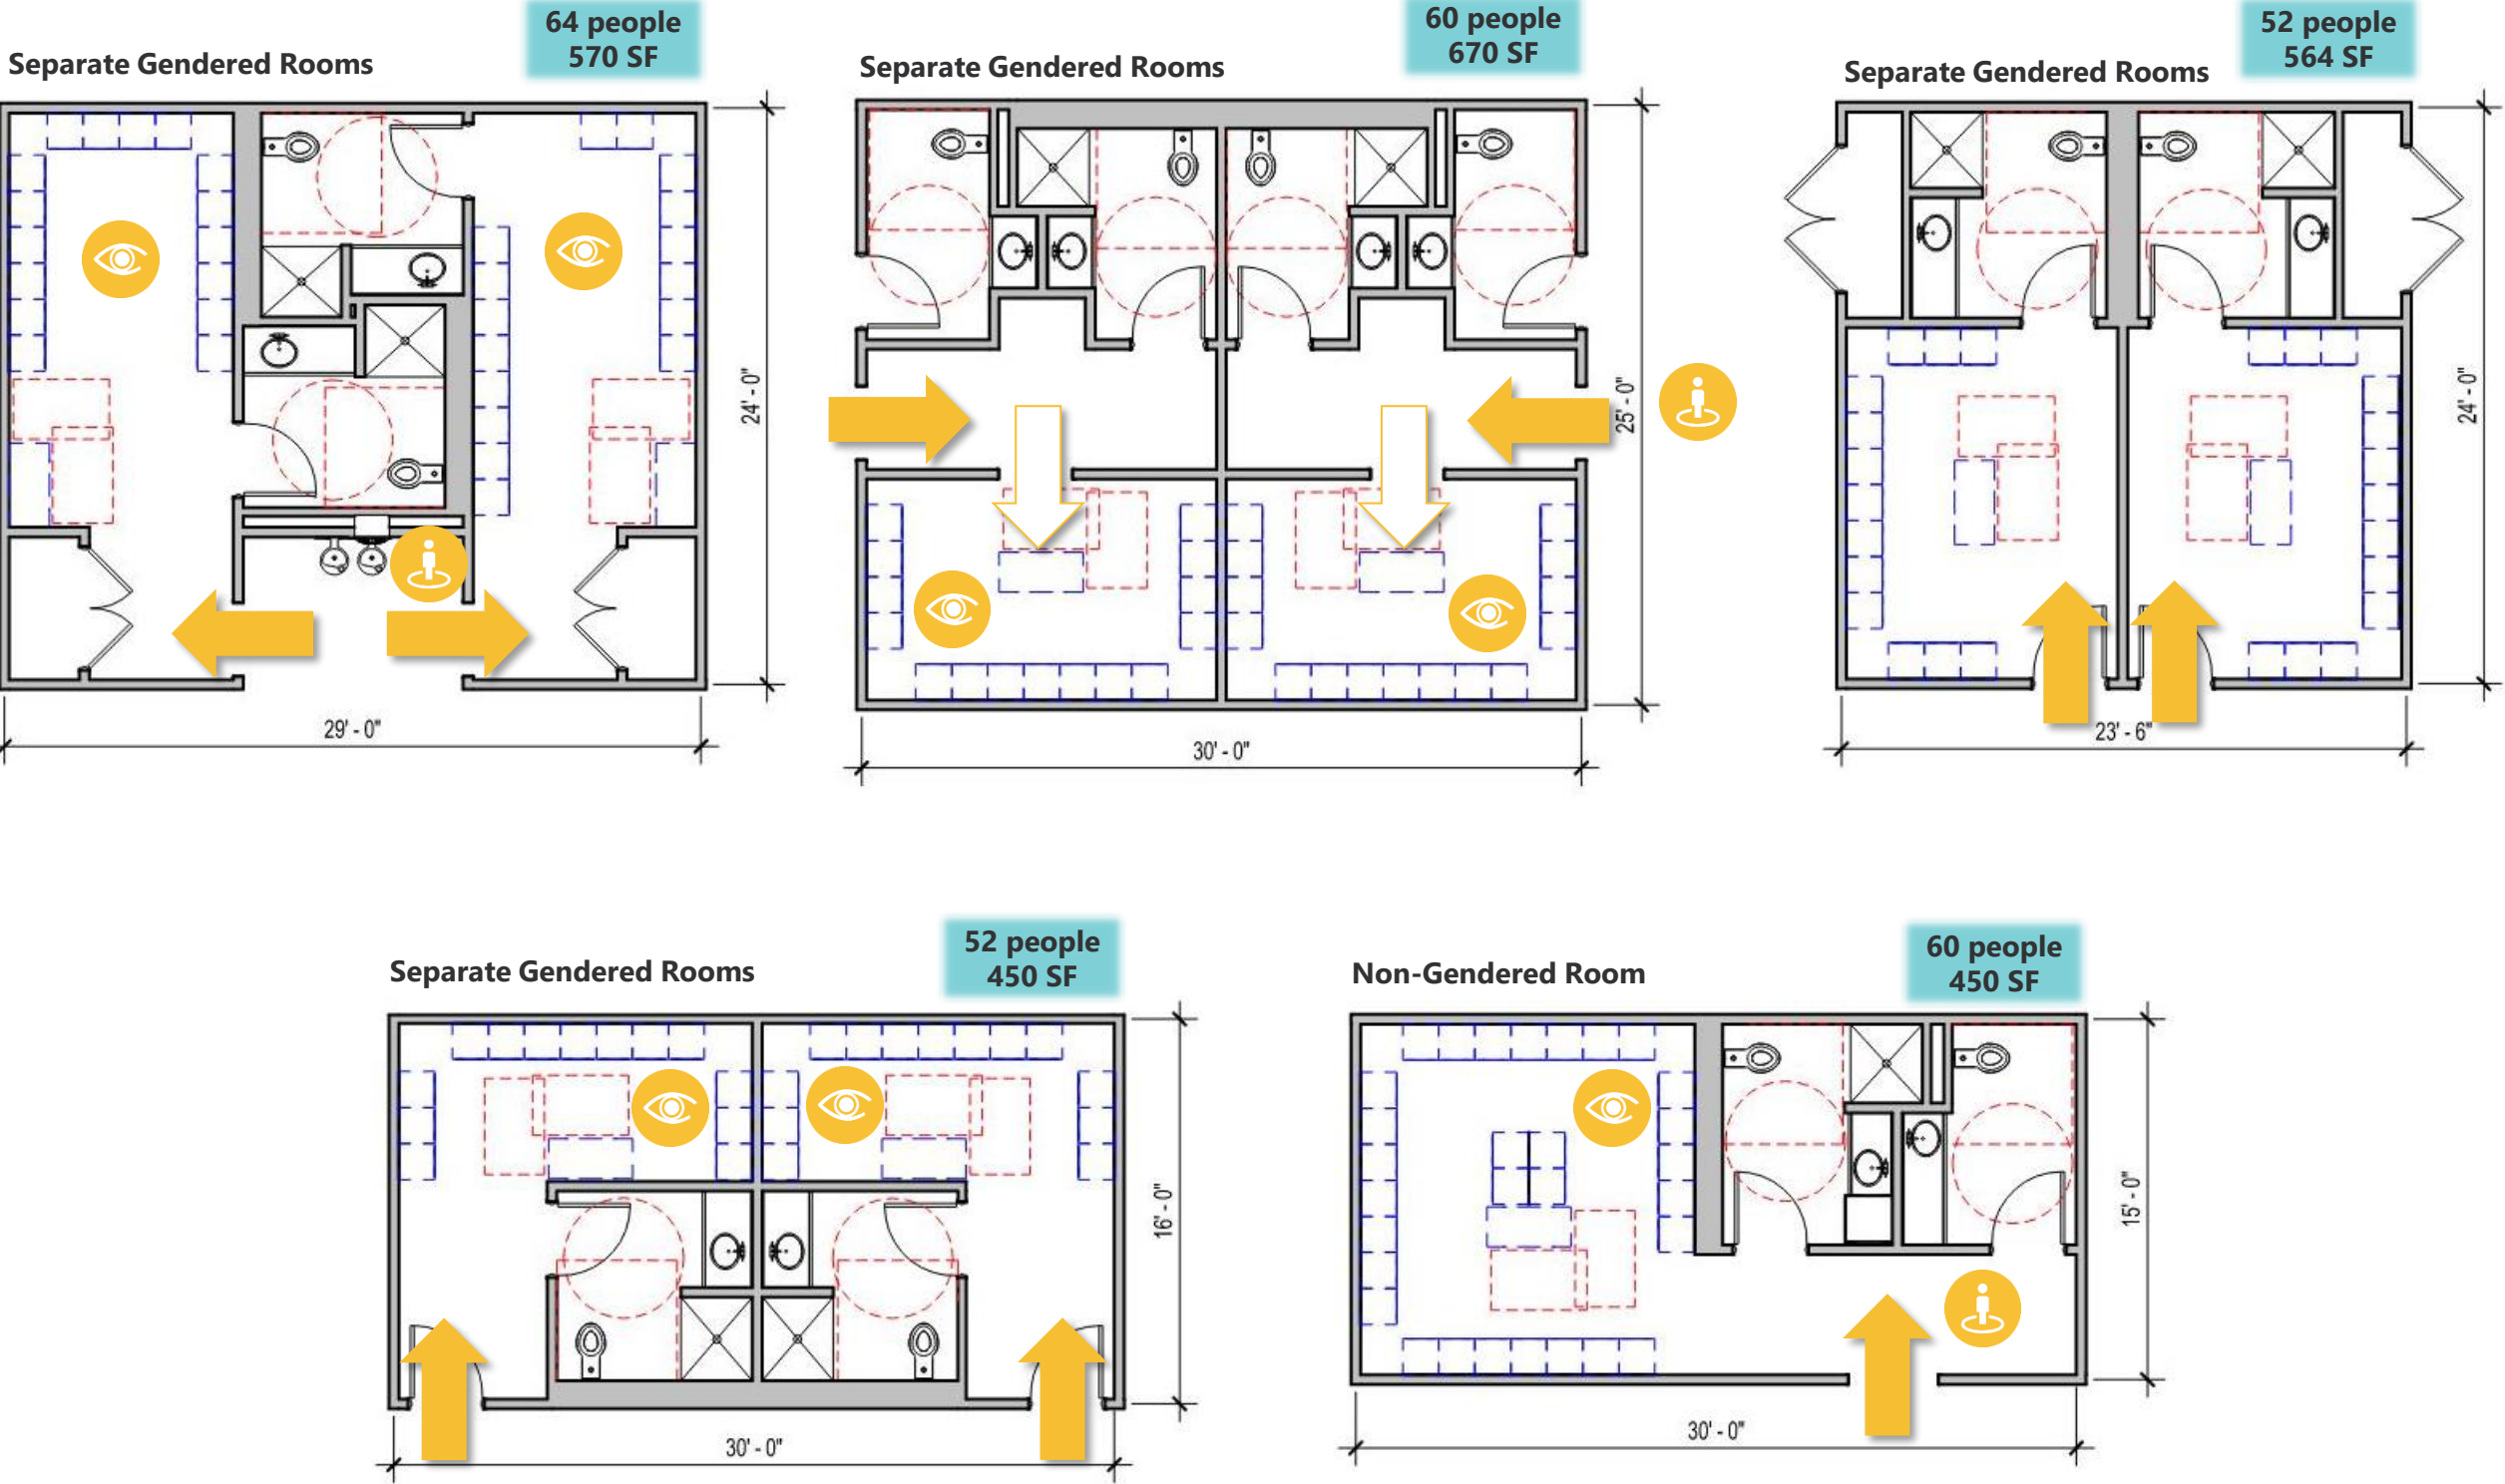 64 people
570 SF
Separate Gendered Rooms
24' - 0"
29' - 0"
60 people
670 SF
Separate Gendered Rooms
25' - 0"
30' - 0"
52 people
564 SF
Separate Gendered Rooms
24' - 0"
23' - 6"
52 people
450 SF
Separate Gendered Rooms
16' - 0"
30' - 0"
60 people
450 SF
Non-Gendered Room
15' - 0"
30' - 0"